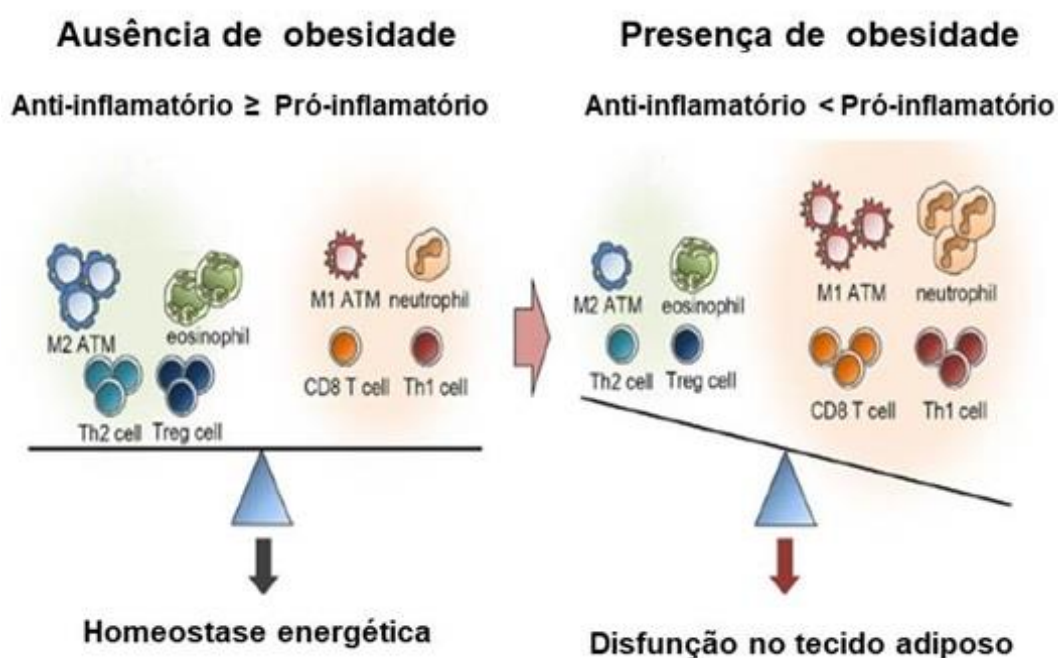 Ausência de obesidade
Anti-inflamatório ≥ Pró-inflamatório
M2 ATM
eosinophil
M1 ATM
neutrophil
Th2 cell
Treg cell
CD8 T cell
Th1 cell
Homeostase energética
Presença de obesidade
Anti-inflamatório < Pró-inflamatório
M2 ATM
eosinophil
M1 ATM
neutrophil
Th2 cell
Treg cell
CD8 T cell
Th1 cell
Disfunção no tecido adiposo